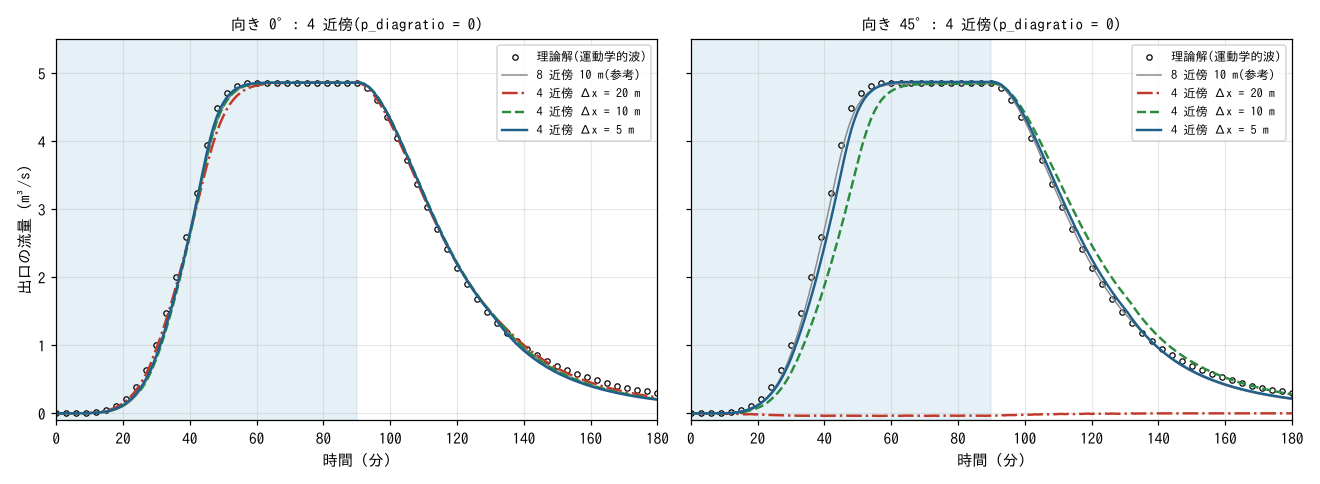 向き 0° : 4 近傍(p_diagratio = 0)
理論解(運動学的波)
8 近傍 10 m(参考)
4 近傍 Δx = 20 m
4 近傍 Δx = 10 m
4 近傍 Δx = 5 m
出口の流量 (m³/s)
5
4
3
2
1
0
0 20 40 60 80 100 120 140 160 180
時間 (分)
向き 45° : 4 近傍(p_diagratio = 0)
理論解(運動学的波)
8 近傍 10 m(参考)
4 近傍 Δx = 20 m
4 近傍 Δx = 10 m
4 近傍 Δx = 5 m
0 20 40 60 80 100 120 140 160 180
時間 (分)